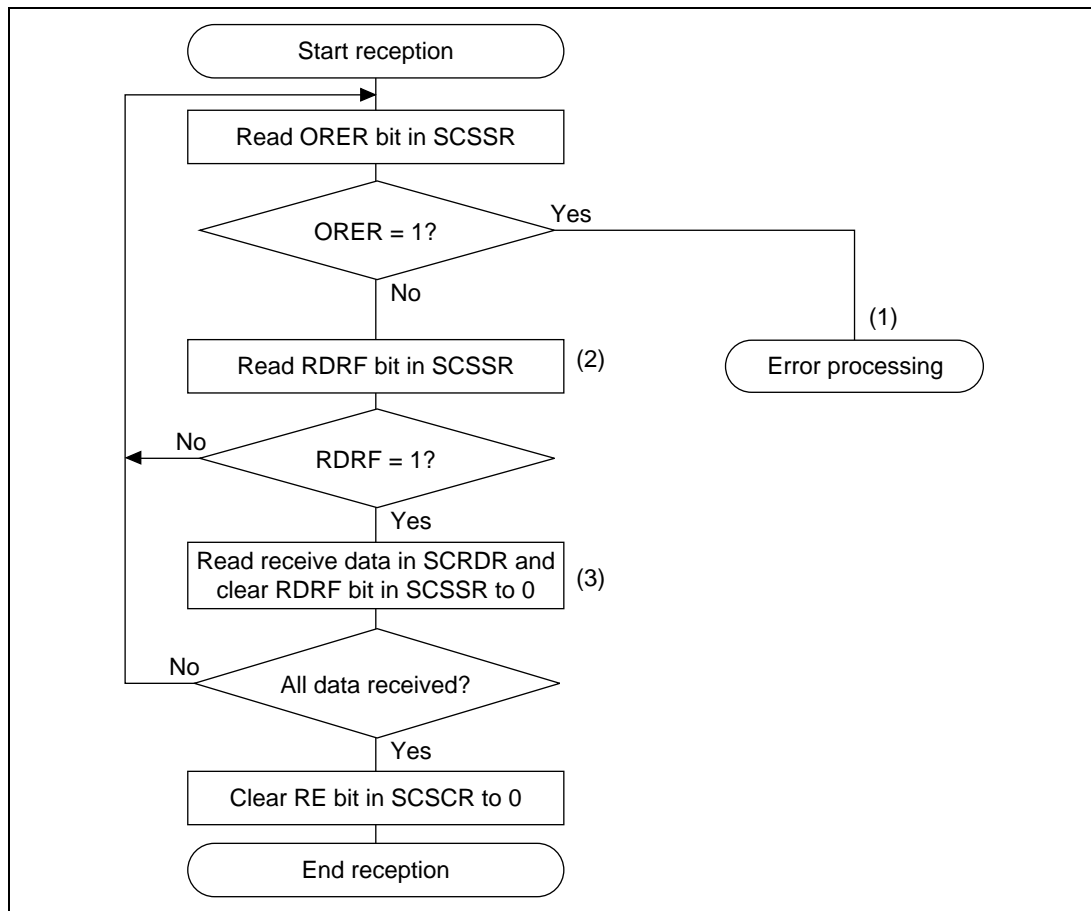 Start reception
Read ORER bit in SCSSR
Yes
ORER = 1?
No
(1)
Read RDRF bit in SCSSR
(2)
Error processing
No
RDRF = 1?
Yes
Read receive data in SCRDR and
clear RDRF bit in SCSSR to 0
(3)
No
All data received?
Yes
Clear RE bit in SCSCR to 0
End reception